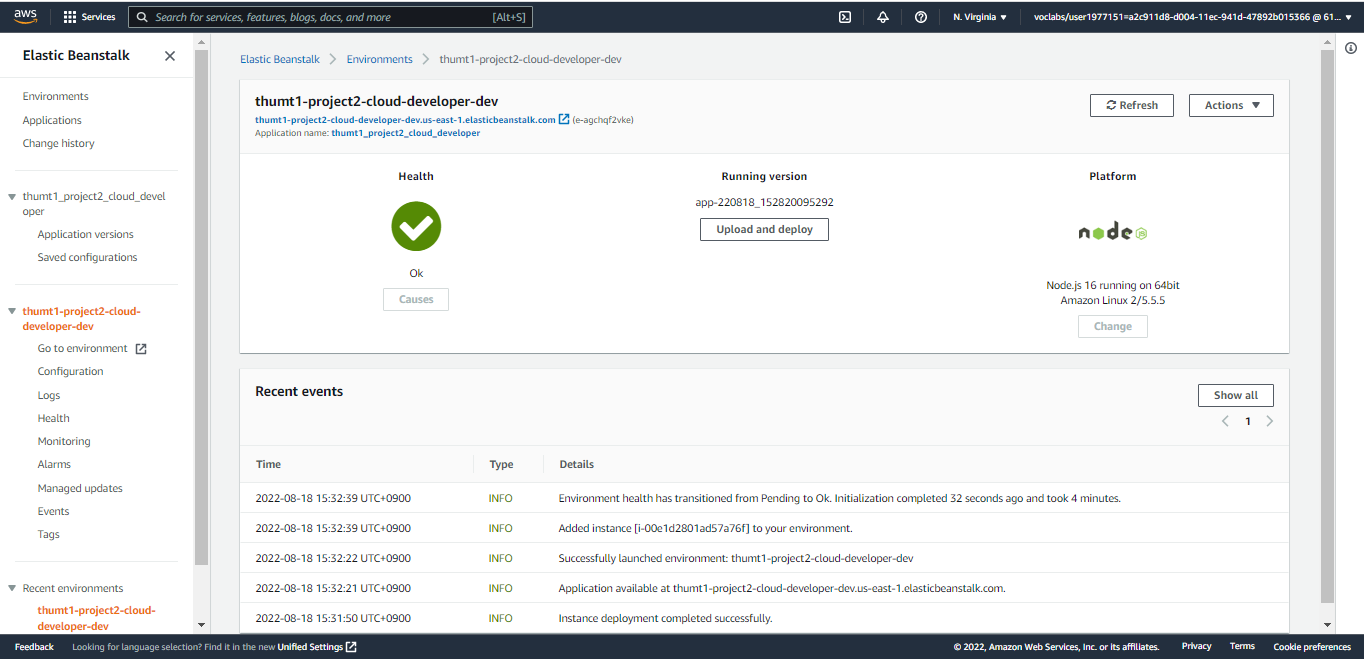 aws
Services
Search for services, features, blogs, docs, and more [Alt+S]
N. Virginia
voclabs/user1977151=a2c911d8-d004-11ec-941d-47892b015366 @ 61...
Elastic Beanstalk
Environments
Applications
Change history
thumt1_project2_cloud_devel
oper
Application versions
Saved configurations
thumt1-project2-cloud-
developer-dev
Go to environment
Configuration
Logs
Health
Monitoring
Alarms
Managed updates
Events
Tags
Recent environments
thumt1-project2-cloud-
developer-dev
Elastic Beanstalk > Environments > thumt1-project2-cloud-developer-dev
thumt1-project2-cloud-developer-dev
thumt1-project2-cloud-developer-dev.us-east-1.elasticbeanstalk.com (e-agchqf2vke)
Application name: thumt1_project2_cloud_developer
Refresh
Actions
Health
Ok
Causes
Running version
app-220818_152820095292
Upload and deploy
Platform
node JS
Node.js 16 running on 64bit
Amazon Linux 2/5.5.5
Change
Recent events
Show all
< 1 >
Time Type Details
2022-08-18 15:32:39 UTC+0900 INFO Environment health has transitioned from Pending to Ok. Initialization completed 32 seconds ago and took 4 minutes.
2022-08-18 15:32:39 UTC+0900 INFO Added instance [i-00e1d2801ad57a76f] to your environment.
2022-08-18 15:32:22 UTC+0900 INFO Successfully launched environment: thumt1-project2-cloud-developer-dev
2022-08-18 15:32:21 UTC+0900 INFO Application available at thumt1-project2-cloud-developer-dev.us-east-1.elasticbeanstalk.com.
2022-08-18 15:31:50 UTC+0900 INFO Instance deployment completed successfully.
Feedback Looking for language selection? Find it in the new Unified Settings © 2022, Amazon Web Services, Inc. or its affiliates. Privacy Terms Cookie preferences